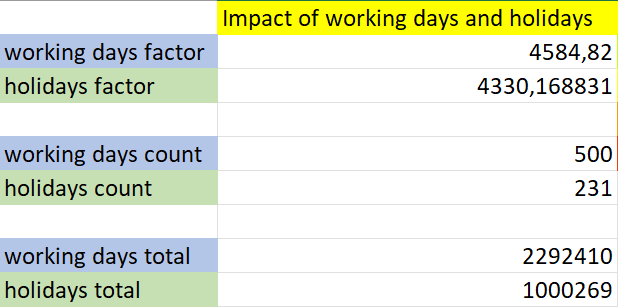 Impact of working days and holidays
working days factor 4584,82
holidays factor 4330,168831
working days count 500
holidays count 231
working days total 2292410
holidays total 1000269